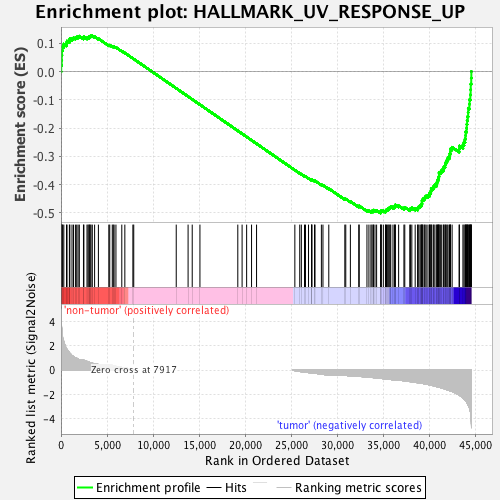 Enrichment plot: HALLMARK_UV_RESPONSE_UP
Enrichment score (ES)
0.1
0.0
-0.1
-0.2
-0.3
-0.4
-0.5
'non-tumor' (positively correlated)
Ranked list metric (Signal2Noise)
4
2
0
-2
-4
Zero cross at 7917
'tumor' (negatively correlated)
0
5,000
10,000
15,000
20,000
25,000
30,000
35,000
40,000
45,000
Rank in Ordered Dataset
Enrichment profile
Hits
Ranking metric scores